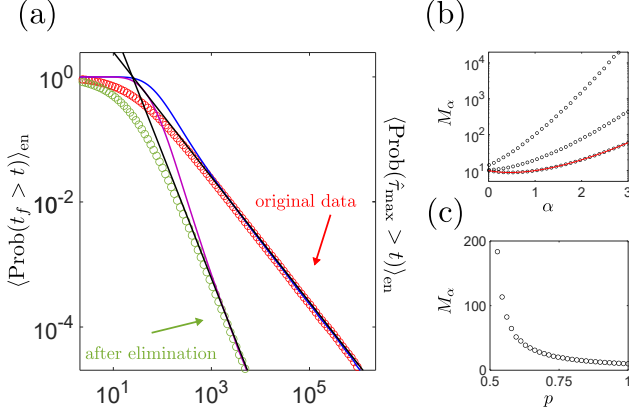 (a)
⟨Prob(t_f > t)⟩_en
10^0
10^-2
10^-4
10^1
10^3
10^5
original data
after elimination
⟨Prob(τ̂_max > t)⟩_en
(b)
M_α
10^4
10^3
10^2
10^1
0
1
2
3
α
(c)
M_α
200
100
0
0.5
0.75
1
p